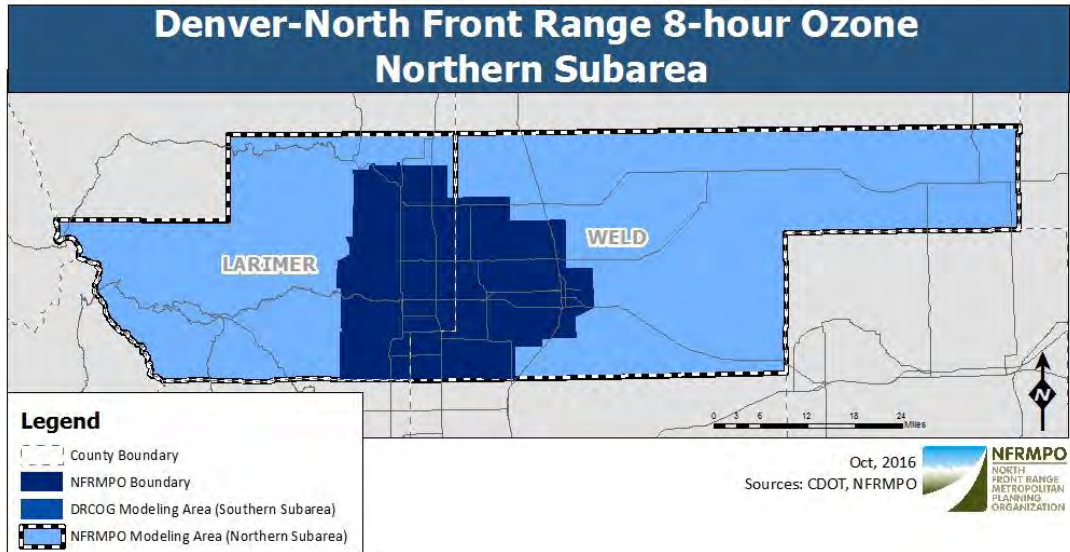 Denver-North Front Range 8-hour Ozone
Northern Subarea
LARIMER
WELD
0 3 6 12 18 24
Miles
N
Legend
County Boundary
NFRMPO Boundary
DRCOG Modeling Area (Southern Subarea)
NFRMPO Modeling Area (Northern Subarea)
Oct, 2016
Sources: CDOT, NFRMPO
NFRMPO
NORTH
FRONT RANGE
METROPOLITAN
PLANNING
ORGANIZATION